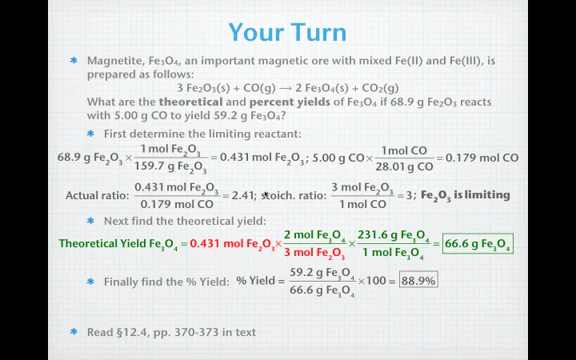 Your Turn
* Magnetite, Fe₃O₄, an important magnetic ore with mixed Fe(II) and Fe(III), is
prepared as follows:
3 Fe₂O₃(s) + CO(g) → 2 Fe₃O₄(s) + CO₂(g)
What are the theoretical and percent yields of Fe₃O₄ if 68.9 g Fe₂O₃ reacts
with 5.00 g CO to yield 59.2 g Fe₃O₄?
* First determine the limiting reactant:
68.9 g Fe₂O₃ × 1 mol Fe₂O₃ / 159.7 g Fe₂O₃ = 0.431 mol Fe₂O₃; 5.00 g CO × 1 mol CO / 28.01 g CO = 0.179 mol CO
Actual ratio: 0.431 mol Fe₂O₃ / 0.179 mol CO = 2.41; stoich. ratio: 3 mol Fe₂O₃ / 1 mol CO = 3; Fe₂O₃ is limiting
* Next find the theoretical yield:
Theoretical Yield Fe₃O₄ = 0.431 mol Fe₂O₃ × 2 mol Fe₃O₄ / 3 mol Fe₂O₃ × 231.6 g Fe₃O₄ / 1 mol Fe₃O₄ = 66.6 g Fe₃O₄
* Finally find the % Yield: % Yield = 59.2 g Fe₃O₄ / 66.6 g Fe₃O₄ × 100 = 88.9%
* Read §12.4, pp. 370-373 in text